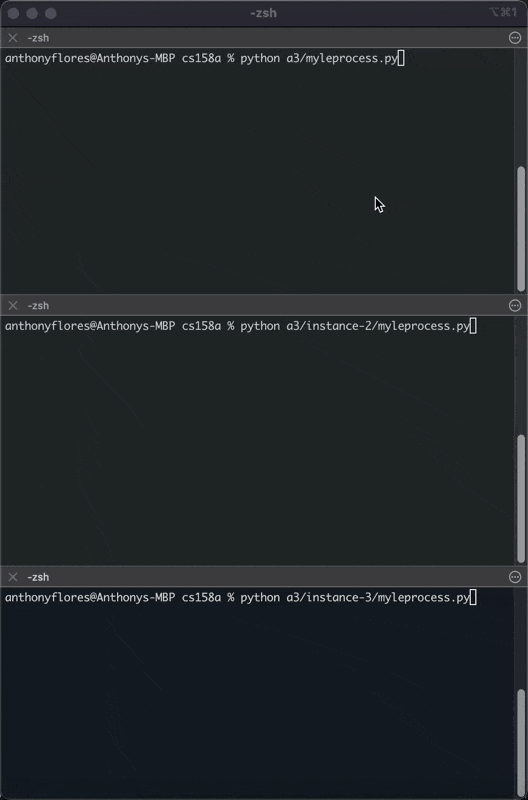 -zsh
⌥⌘1
-zsh
anthonyflores@Anthonys-MBP cs158a % python a3/myleprocess.py
-zsh
anthonyflores@Anthonys-MBP cs158a % python a3/instance-2/myleprocess.py
-zsh
anthonyflores@Anthonys-MBP cs158a % python a3/instance-3/myleprocess.py